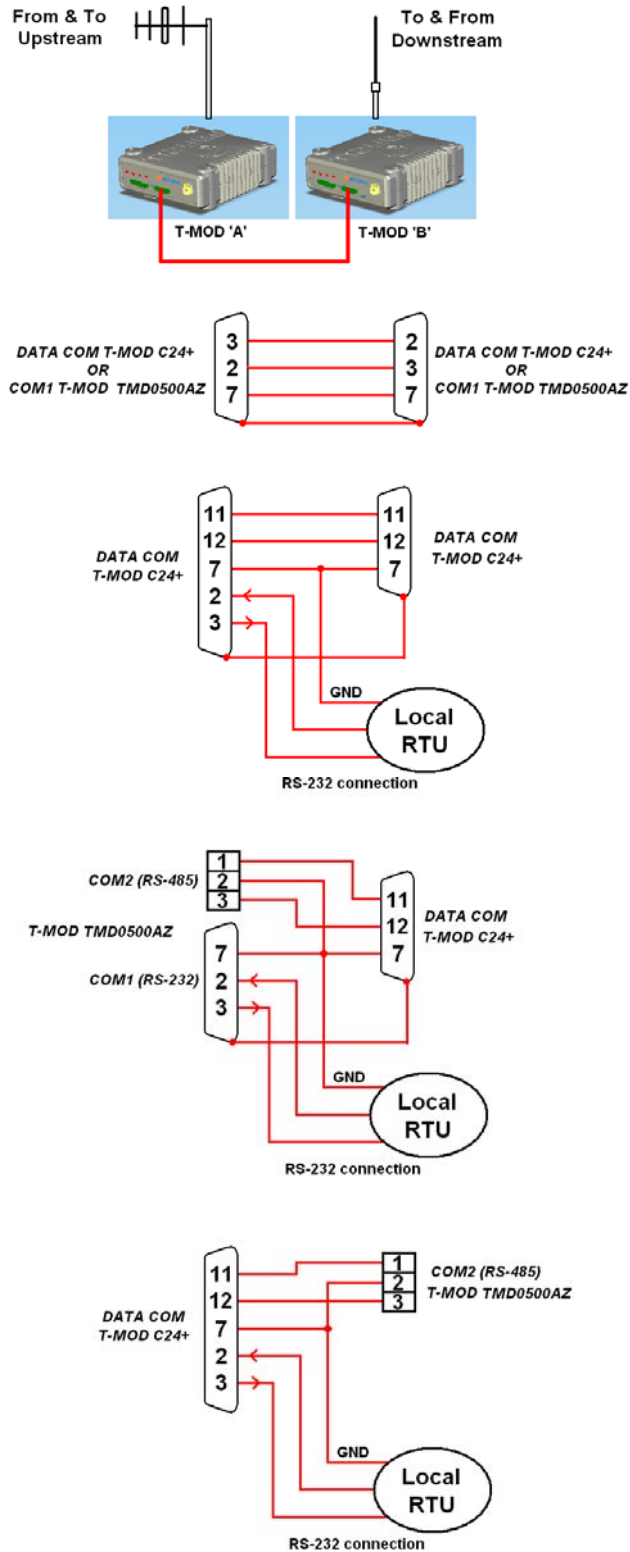 From & To
Upstream
To & From
Downstream
T-MOD 'A'
T-MOD 'B'
DATA COM T-MOD C24+
OR
COM1 T-MOD TMD0500AZ
3
2
7
2
3
7
DATA COM T-MOD C24+
OR
COM1 T-MOD TMD0500AZ
DATA COM
T-MOD C24+
11
12
7
2
3
11
12
7
DATA COM
T-MOD C24+
GND
Local
RTU
RS-232 connection
COM2 (RS-485)
1
2
3
T-MOD TMD0500AZ
COM1 (RS-232)
7
2
3
11
12
7
DATA COM
T-MOD C24+
GND
Local
RTU
RS-232 connection
DATA COM
T-MOD C24+
11
12
7
2
3
1
2
3
COM2 (RS-485)
T-MOD TMD0500AZ
GND
Local
RTU
RS-232 connection